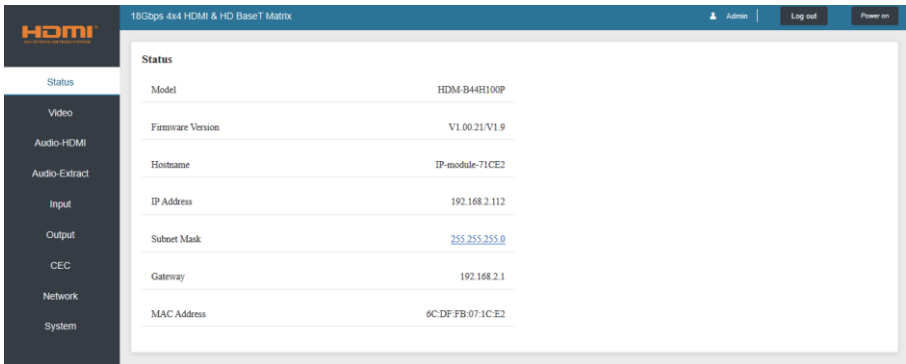 HDMI
18Gbps 4x4 HDMI & HD BaseT Matrix
Admin
Log out
Power on
Status
Video
Audio-HDMI
Audio-Extract
Input
Output
CEC
Network
System
Status
Model HDM-B44H100P
Firmware Version V1.00.21/V1.9
Hostname IP-module-71CE2
IP Address 192.168.2.112
Subnet Mask 255.255.255.0
Gateway 192.168.2.1
MAC Address 6C:DF:FB:07:1C:E2